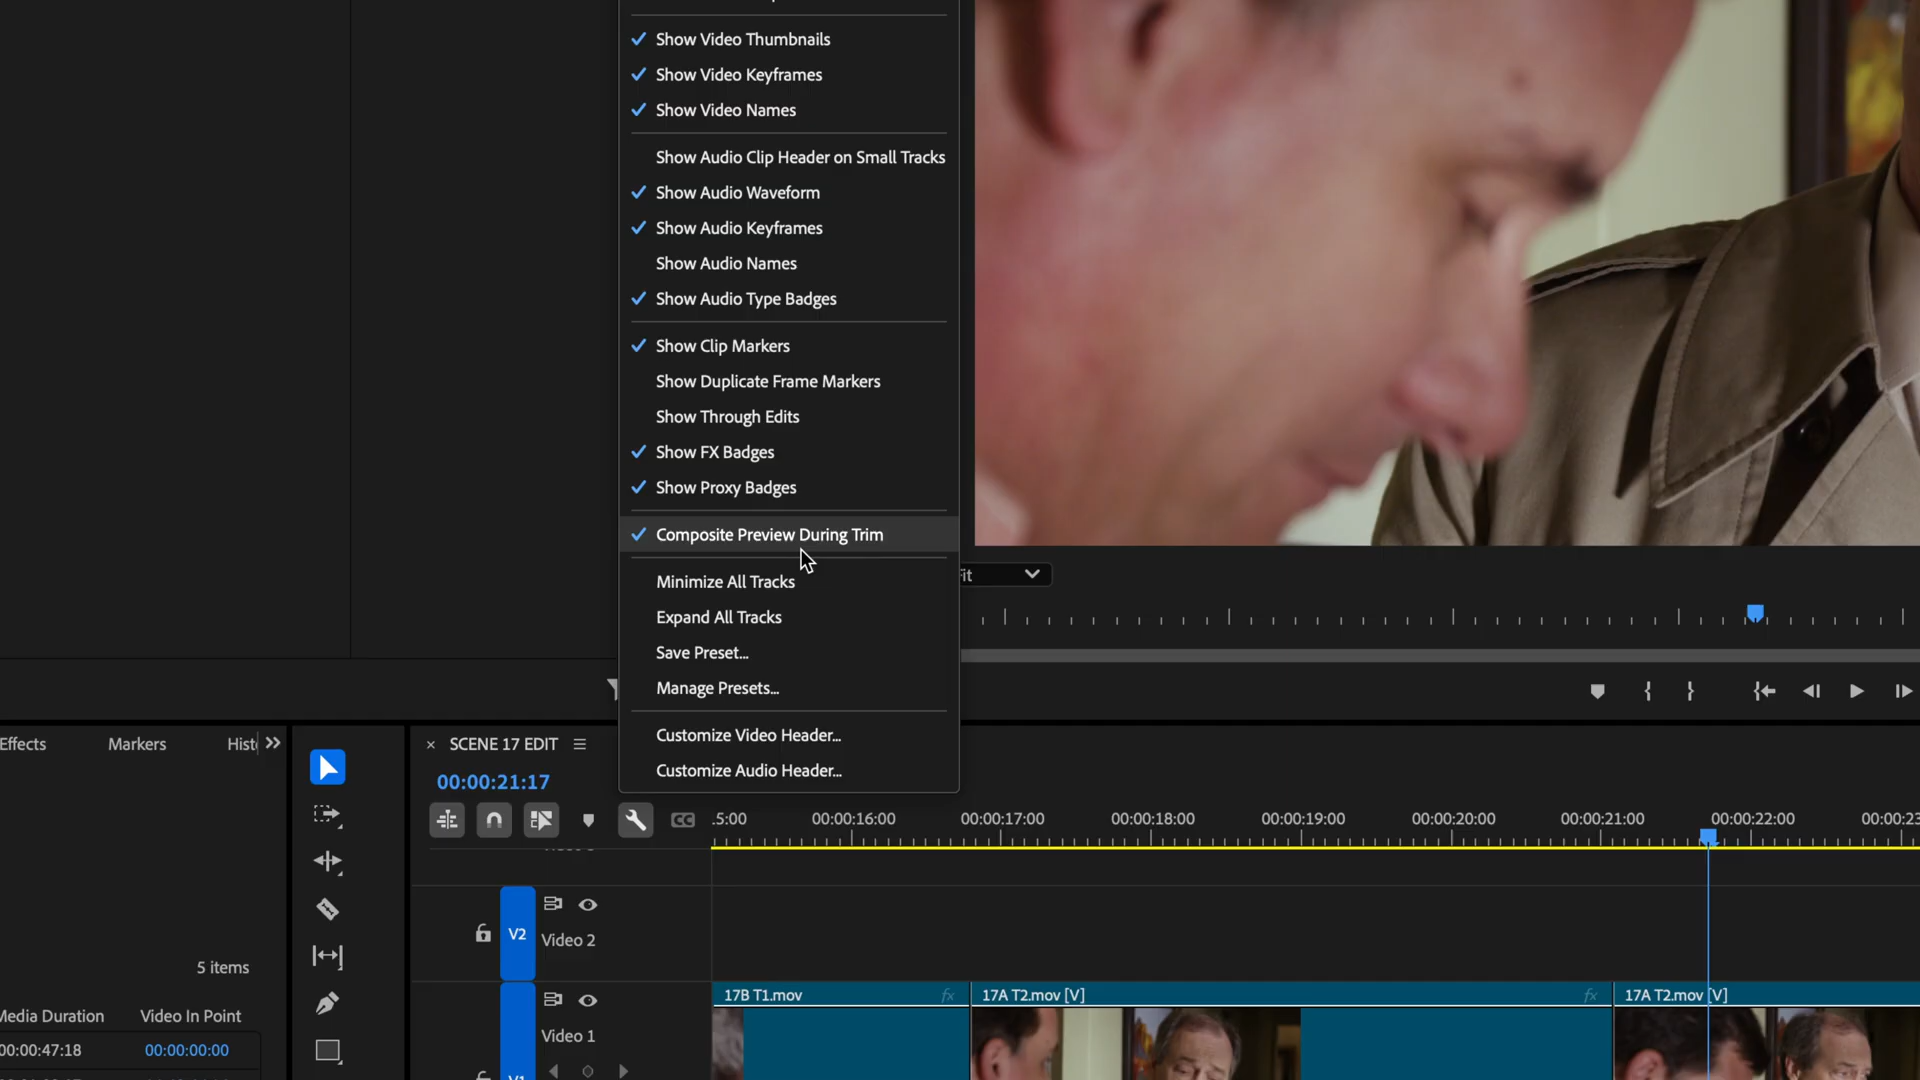 Show Video Thumbnails
Show Video Keyframes
Show Video Names
Show Audio Clip Header on Small Tracks
Show Audio Waveform
Show Audio Keyframes
Show Audio Names
Show Audio Type Badges
Show Clip Markers
Show Duplicate Frame Markers
Show Through Edits
Show FX Badges
Show Proxy Badges
Composite Preview During Trim
Minimize All Tracks
Expand All Tracks
Save Preset...
Manage Presets...
Customize Video Header...
Customize Audio Header...
Effects
Markers
5 items
Media Duration Video In Point
00:00:47:18 00:00:00:00
SCENE 17 EDIT
00:00:21:17
CC
00:00:16:00 00:00:17:00 00:00:18:00 00:00:19:00 00:00:20:00 00:00:21:00 00:00:22:00
V2
Video 2
Video 1
17B T1.mov fx
17A T2.mov [V] fx
17A T2.mov [V]